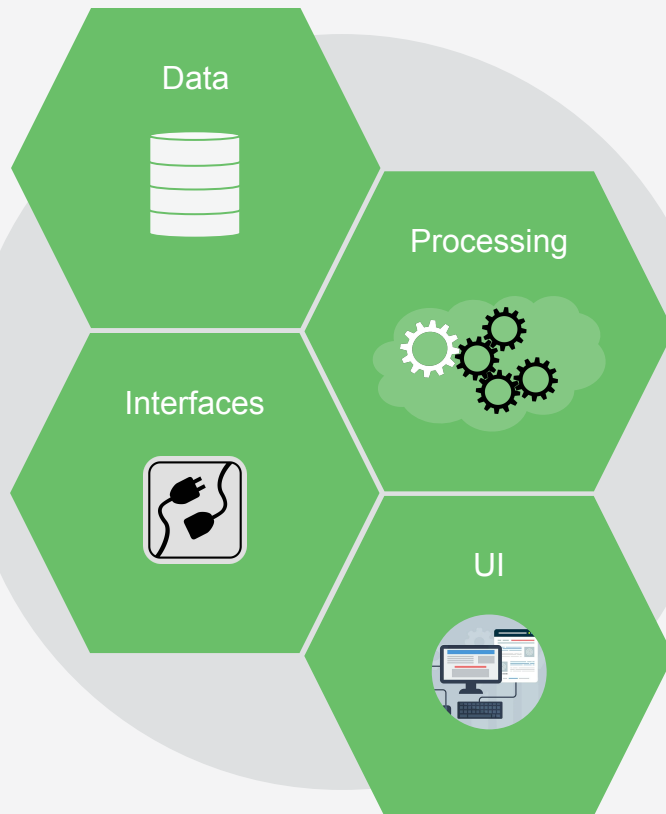 Data
Processing
Interfaces
UI